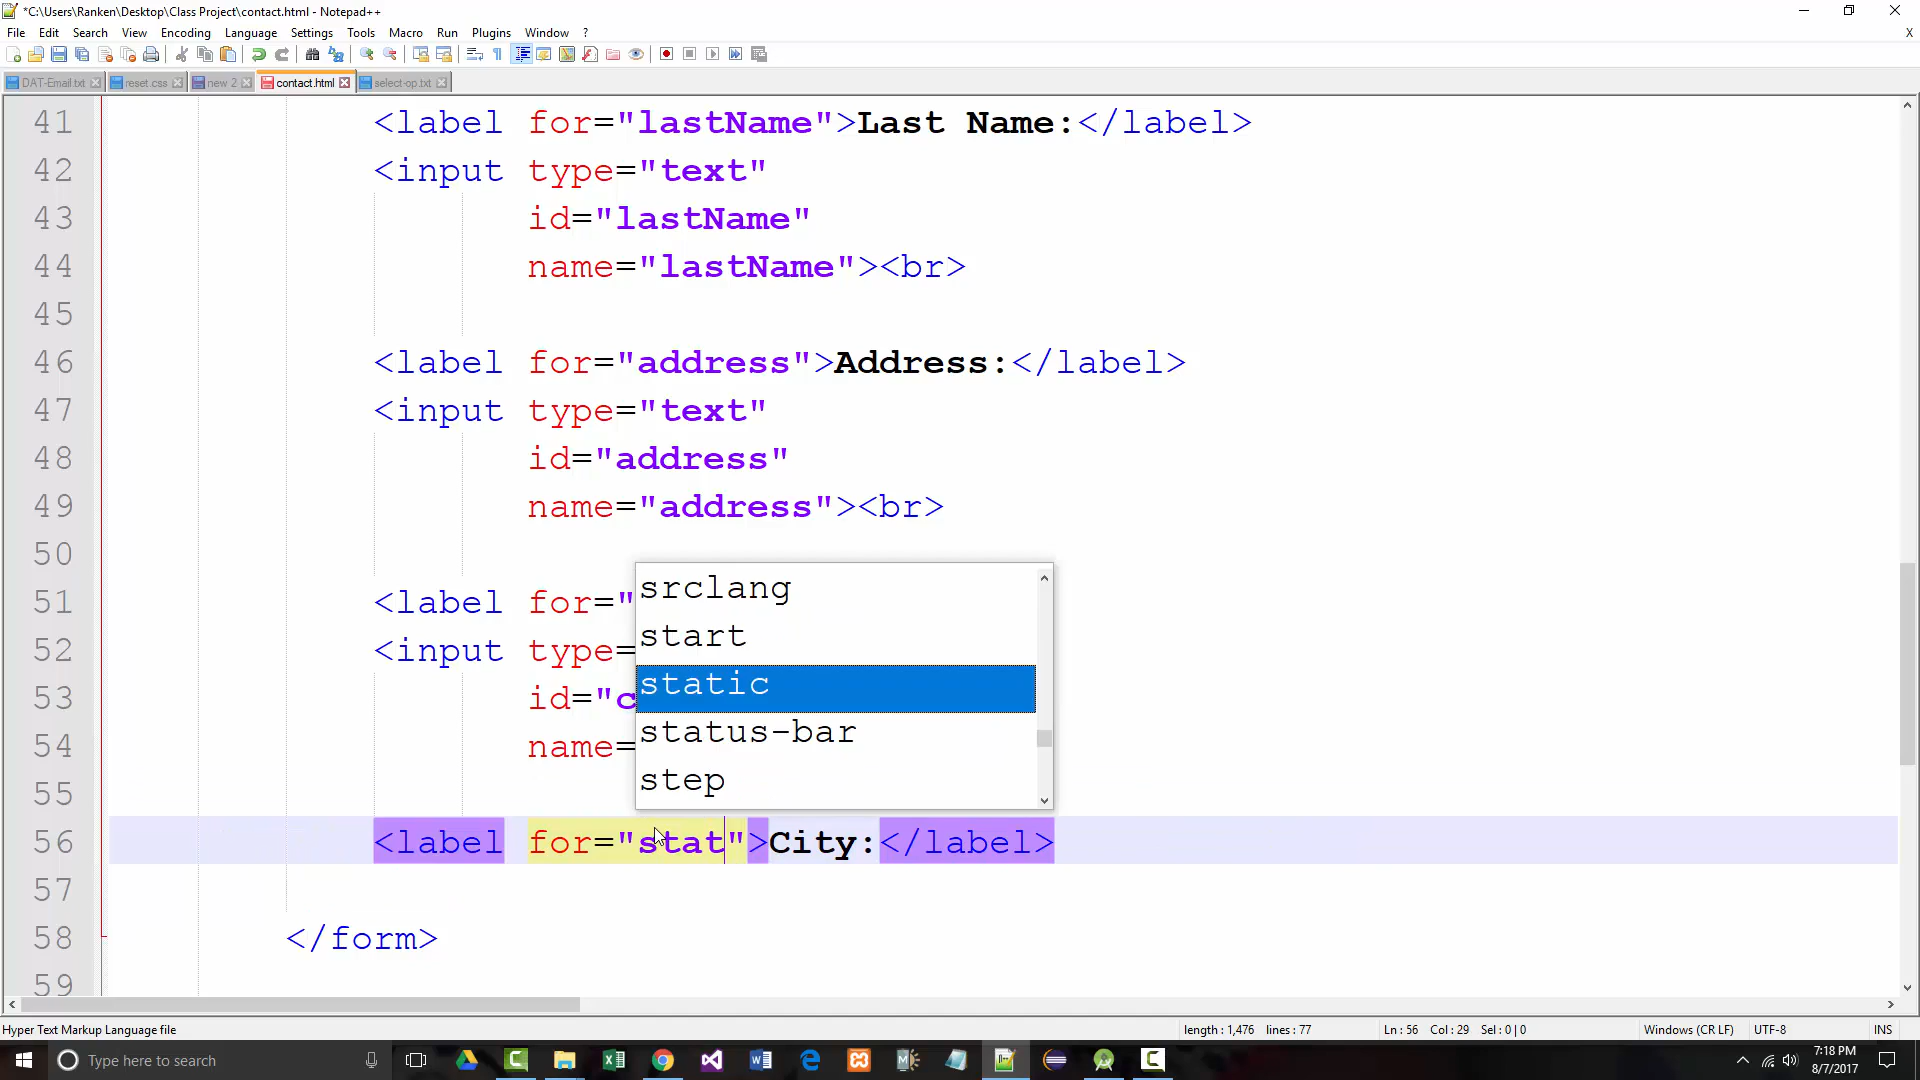 *C:\Users\Ranken\Desktop\Class Project\contact.html - Notepad++
File Edit Search View Encoding Language Settings Tools Macro Run Plugins Window ? X
DAT-Email.txt reset.css new 2 contact.html select-op.txt
41 <label for="lastName">Last Name:</label>
42 <input type="text"
43 id="lastName"
44 name="lastName"><br>
45
46 <label for="address">Address:</label>
47 <input type="text"
48 id="address"
49 name="address"><br>
50
51 <label for="
52 <input type=
53 id="c
54 name=
55
srclang
start
static
status-bar
step
56 <label for="stat">City:</label>
57
58 </form>
59
Hyper Text Markup Language file length : 1,476 lines : 77 Ln : 56 Col : 29 Sel : 0 | 0 Windows (CR LF) UTF-8 INS
Type here to search
7:18 PM
8/7/2017